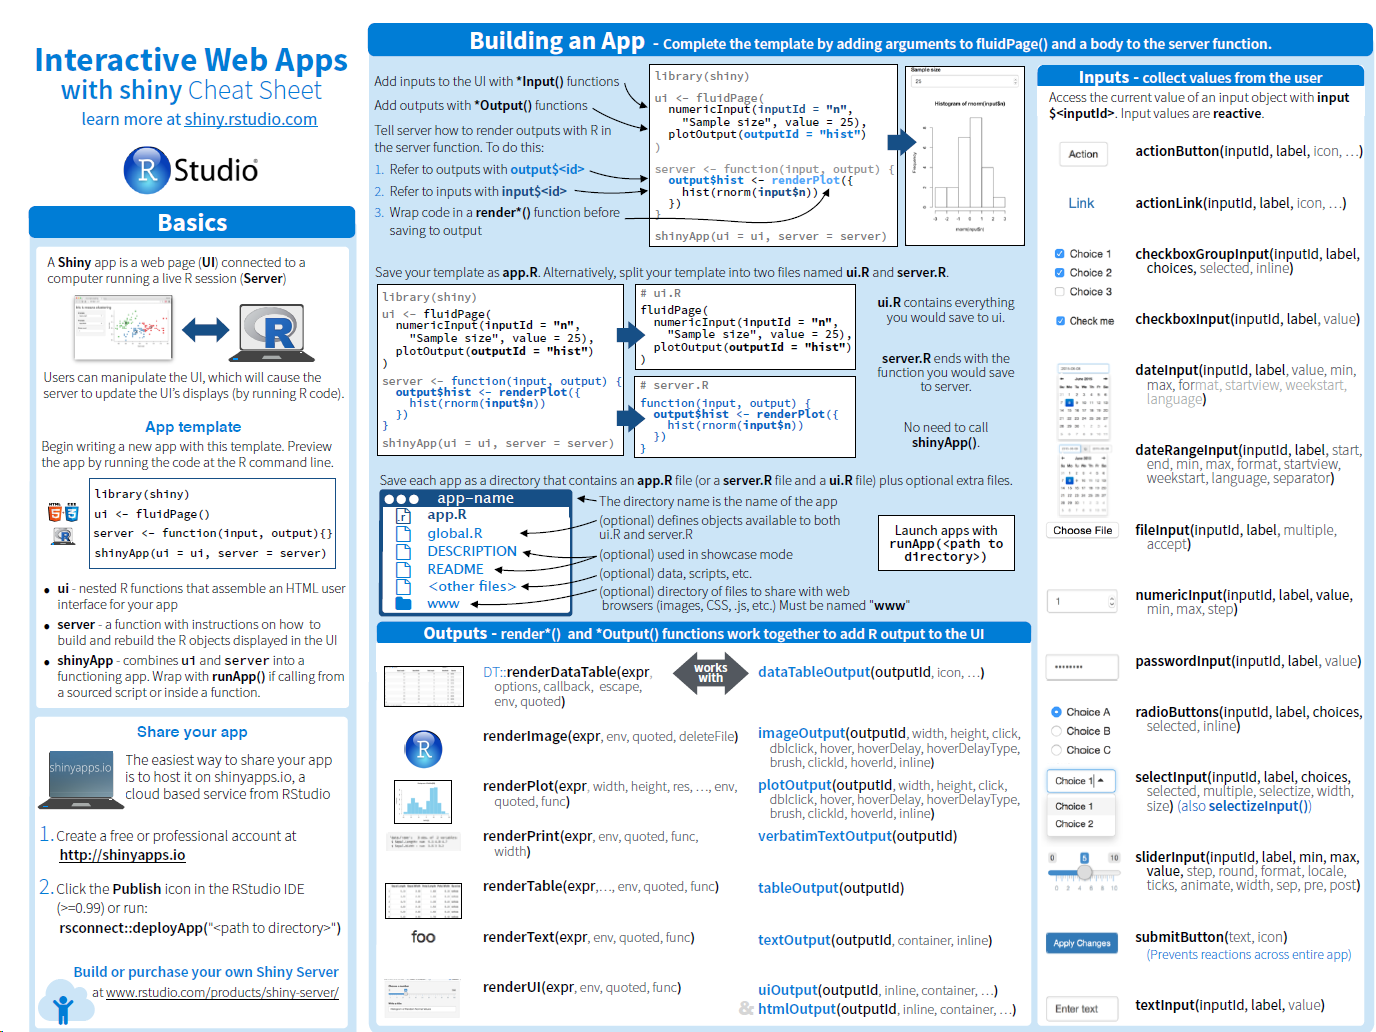 Interactive Web Apps
with shiny Cheat Sheet
learn more at shiny.rstudio.com
R Studio
Basics
A Shiny app is a web page (UI) connected to a
computer running a live R session (Server)
R
Users can manipulate the UI, which will cause the
server to update the UI's displays (by running R code).
App template
Begin writing a new app with this template. Preview
the app by running the code at the R command line.
HTML
library(shiny)
ui <- fluidPage()
server <- function(input, output){}
shinyApp(ui = ui, server = server)
• ui - nested R functions that assemble an HTML user
interface for your app
• server - a function with instructions on how to
build and rebuild the R objects displayed in the UI
• shinyApp - combines ui and server into a
functioning app. Wrap with runApp() if calling from
a sourced script or inside a function.
Share your app
shinyapps.io
The easiest way to share your app
is to host it on shinyapps.io, a
cloud based service from RStudio
1. Create a free or professional account at
http://shinyapps.io
2. Click the Publish icon in the RStudio IDE
(>=0.99) or run:
rsconnect::deployApp("<path to directory>")
Build or purchase your own Shiny Server
at www.rstudio.com/products/shiny-server/
Building an App - Complete the template by adding arguments to fluidPage() and a body to the server function.
Add inputs to the UI with *Input() functions
Add outputs with *Output() functions
Tell server how to render outputs with R in
the server function. To do this:
1. Refer to outputs with output$<id>
2. Refer to inputs with input$<id>
3. Wrap code in a render*() function before
saving to output
library(shiny)
ui <- fluidPage(
numericInput(inputId = "n",
"Sample size", value = 25),
plotOutput(outputId = "hist")
)
server <- function(input, output) {
output$hist <- renderPlot({
hist(rnorm(input$n))
})
}
shinyApp(ui = ui, server = server)
Sample size
25
Histogram of rnorm(input$n)
Frequency
-3 -2 -1 0 1 2 3
rnorm(input$n)
Save your template as app.R. Alternatively, split your template into two files named ui.R and server.R.
library(shiny)
ui <- fluidPage(
numericInput(inputId = "n",
"Sample size", value = 25),
plotOutput(outputId = "hist")
)
server <- function(input, output) {
output$hist <- renderPlot({
hist(rnorm(input$n))
})
}
shinyApp(ui = ui, server = server)
# ui.R
fluidPage(
numericInput(inputId = "n",
"Sample size", value = 25),
plotOutput(outputId = "hist")
)
# server.R
function(input, output) {
output$hist <- renderPlot({
hist(rnorm(input$n))
})
}
ui.R contains everything
you would save to ui.
server.R ends with the
function you would save
to server.
No need to call
shinyApp().
Save each app as a directory that contains an app.R file (or a server.R file and a ui.R file) plus optional extra files.
app-name
app.R
global.R
DESCRIPTION
README
<other files>
www
The directory name is the name of the app
(optional) defines objects available to both
ui.R and server.R
(optional) used in showcase mode
(optional) data, scripts, etc.
(optional) directory of files to share with web
browsers (images, CSS, .js, etc.) Must be named "www"
Launch apps with
runApp(<path to
directory>)
Outputs - render*() and *Output() functions work together to add R output to the UI
DT::renderDataTable(expr,
options, callback, escape,
env, quoted)
works
with
dataTableOutput(outputId, icon, …)
R
renderImage(expr, env, quoted, deleteFile)
imageOutput(outputId, width, height, click,
dblclick, hover, hoverDelay, hoverDelayType,
brush, clickId, hoverId, inline)
renderPlot(expr, width, height, res, …, env,
quoted, func)
plotOutput(outputId, width, height, click,
dblclick, hover, hoverDelay, hoverDelayType,
brush, clickId, hoverId, inline)
renderPrint(expr, env, quoted, func,
width)
verbatimTextOutput(outputId)
renderTable(expr,…, env, quoted, func)
tableOutput(outputId)
foo
renderText(expr, env, quoted, func)
textOutput(outputId, container, inline)
renderUI(expr, env, quoted, func)
uiOutput(outputId, inline, container, …)
& htmlOutput(outputId, inline, container, …)
Inputs - collect values from the user
Access the current value of an input object with input
$<inputId>. Input values are reactive.
Action
actionButton(inputId, label, icon, …)
Link
actionLink(inputId, label, icon, …)
Choice 1
Choice 2
Choice 3
checkboxGroupInput(inputId, label,
choices, selected, inline)
Check me
checkboxInput(inputId, label, value)
dateInput(inputId, label, value, min,
max, format, startview, weekstart,
language)
dateRangeInput(inputId, label, start,
end, min, max, format, startview,
weekstart, language, separator)
Choose File
fileInput(inputId, label, multiple,
accept)
1
numericInput(inputId, label, value,
min, max, step)
passwordInput(inputId, label, value)
Choice A
Choice B
Choice C
radioButtons(inputId, label, choices,
selected, inline)
Choice 1
Choice 1
Choice 2
selectInput(inputId, label, choices,
selected, multiple, selectize, width,
size) (also selectizeInput())
0 5 10
0 2 4 6 8 10
sliderInput(inputId, label, min, max,
value, step, round, format, locale,
ticks, animate, width, sep, pre, post)
Apply Changes
submitButton(text, icon)
(Prevents reactions across entire app)
Enter text
textInput(inputId, label, value)